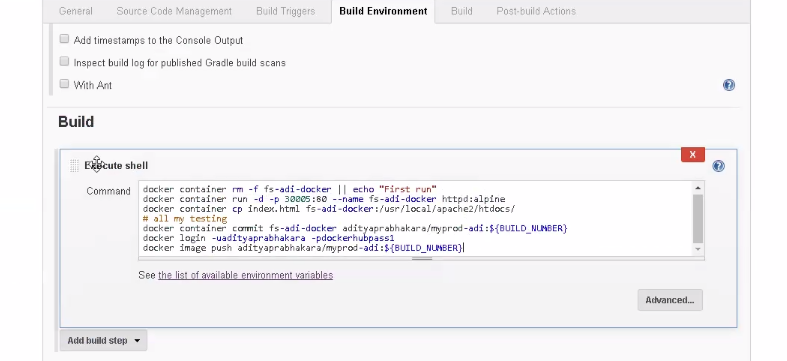 General Source Code Management Build Triggers Build Environment Build Post-build Actions
Add timestamps to the Console Output
Inspect build log for published Gradle build scans
With Ant
Build
X
Execute shell
Command
docker container rm -f fs-adi-docker || echo "First run"
docker container run -d -p 30005:80 --name fs-adi-docker httpd:alpine
docker container cp index.html fs-adi-docker:/usr/local/apache2/htdocs/
# all my testing
docker container commit fs-adi-docker adityaprabhakara/myprod-adi:${BUILD_NUMBER}
docker login -uadityaprabhakara -pdockerhubpass1
docker image push adityaprabhakara/myprod-adi:${BUILD_NUMBER}
See the list of available environment variables
Advanced...
Add build step